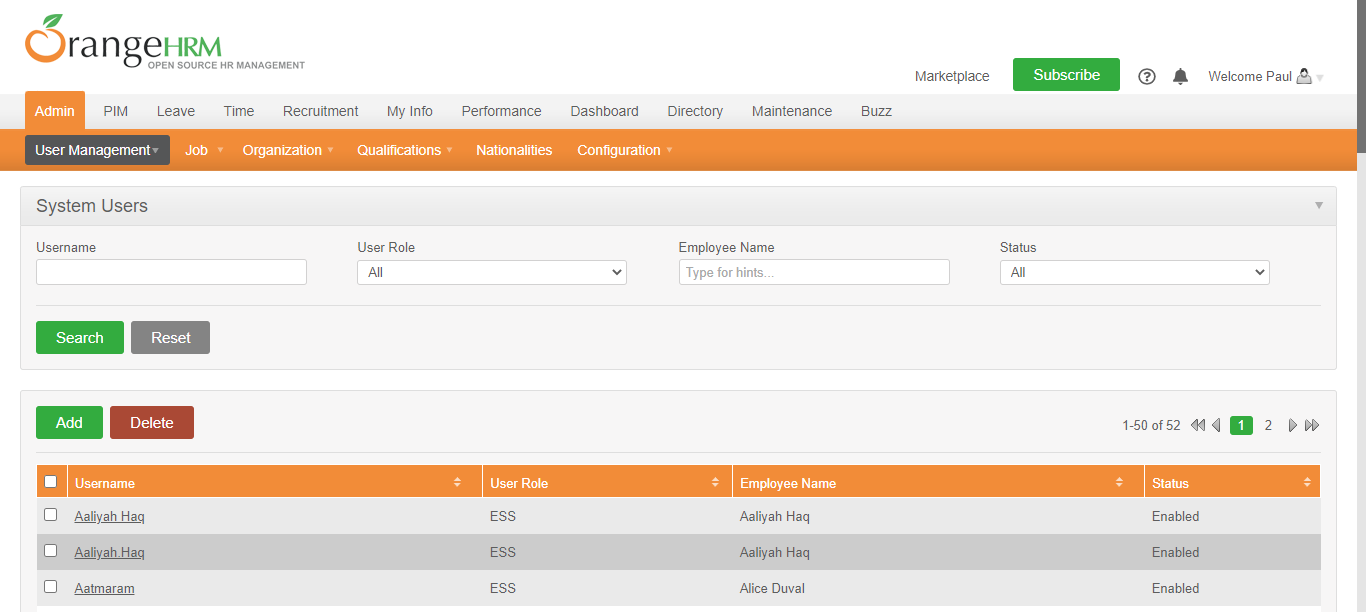 OrangeHRM
OPEN SOURCE HR MANAGEMENT
Marketplace Subscribe Welcome Paul
Admin PIM Leave Time Recruitment My Info Performance Dashboard Directory Maintenance Buzz
User Management Job Organization Qualifications Nationalities Configuration
System Users
Username User Role Employee Name Status
All Type for hints... All
Search Reset
Add Delete 1-50 of 52 1 2
Username User Role Employee Name Status
Aaliyah Haq ESS Aaliyah Haq Enabled
Aaliyah.Haq ESS Aaliyah Haq Enabled
Aatmaram ESS Alice Duval Enabled